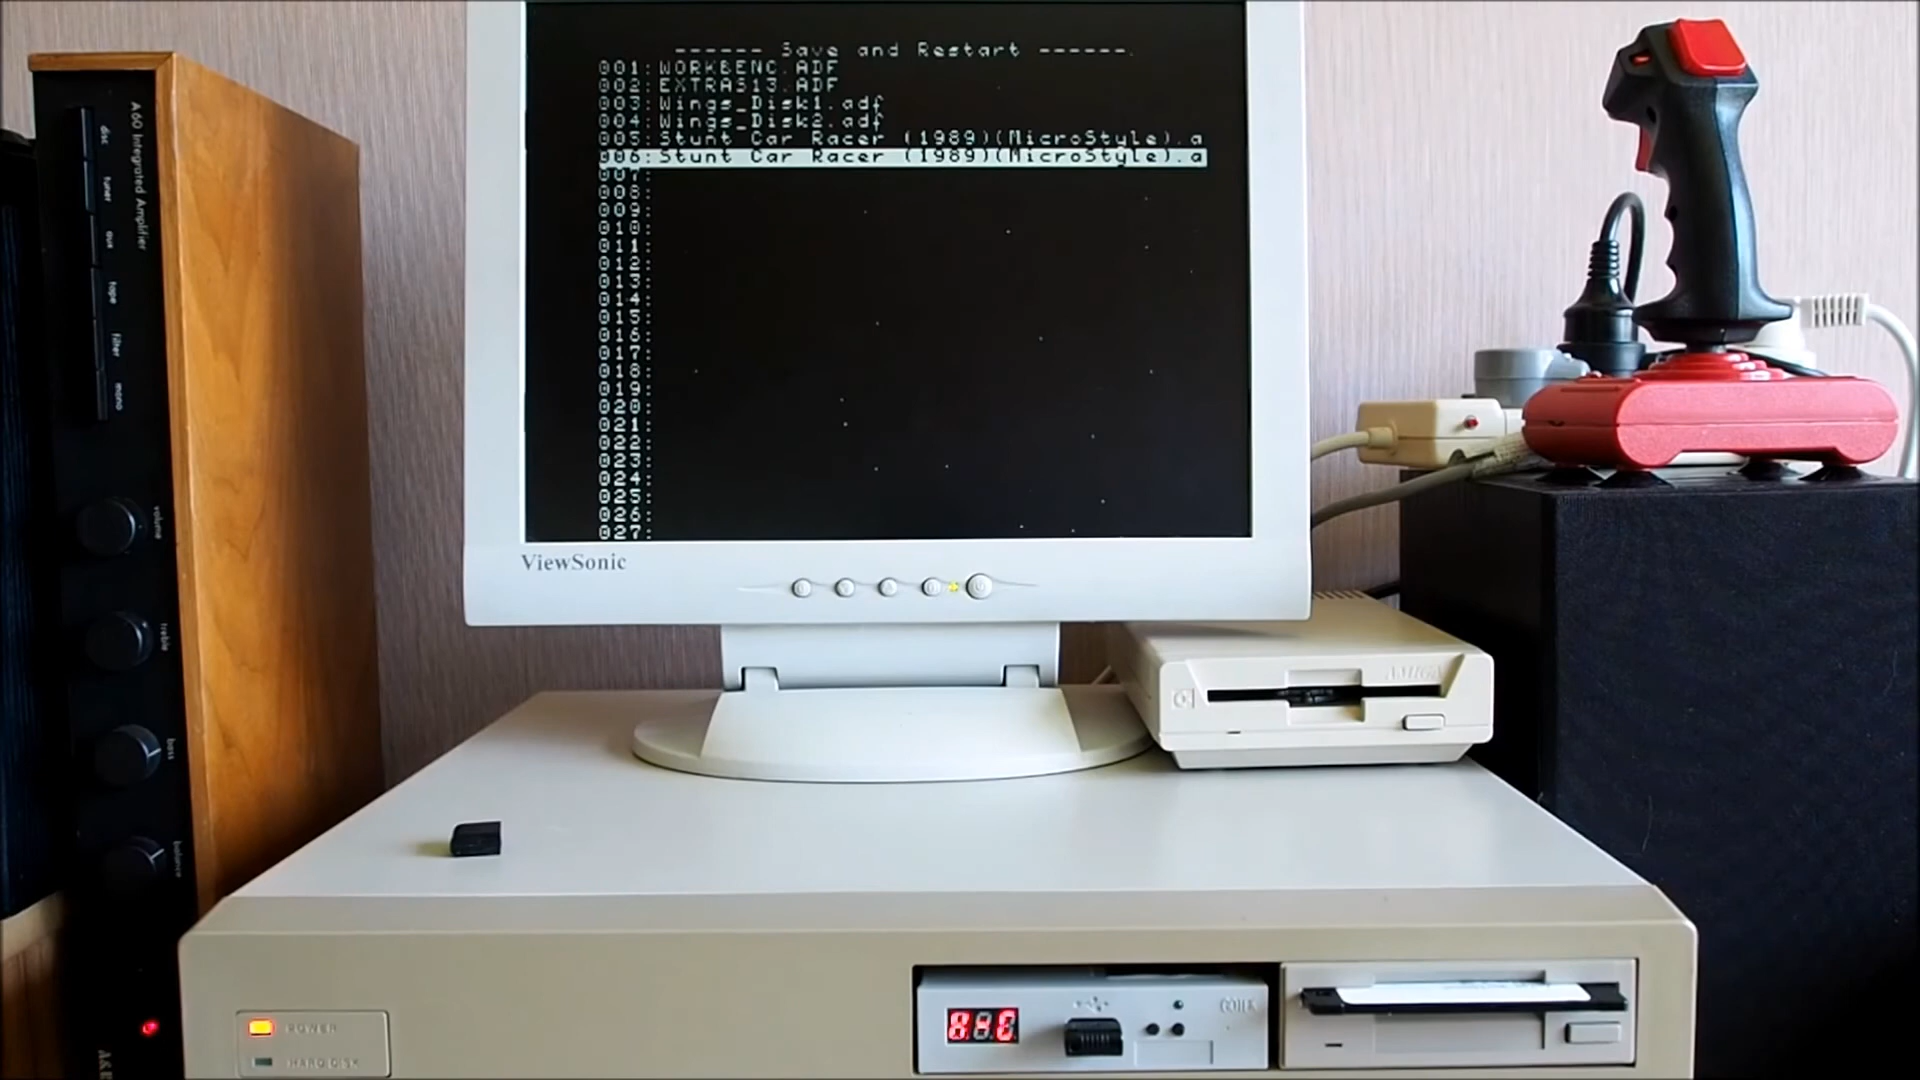 ------ Save and Restart ------
001:WORKBENC.ADF
002:EXTRAS13.ADF
003:Wings_Disk1.adf
004:Wings_Disk2.adf
005:Stunt Car Racer (1989)(MicroStyle).a
006:Stunt Car Racer (1989)(MicroStyle).a
007:
008:
009:
010:
011:
012:
013:
014:
015:
016:
017:
018:
019:
020:
021:
022:
023:
024:
025:
026:
027:
ViewSonic
A60 Integrated Amplifier
disc
tuner
aux
tape
filter
mono
volume
treble
bass
balance
AMIGA
POWER
HARD DISK
GOTEK